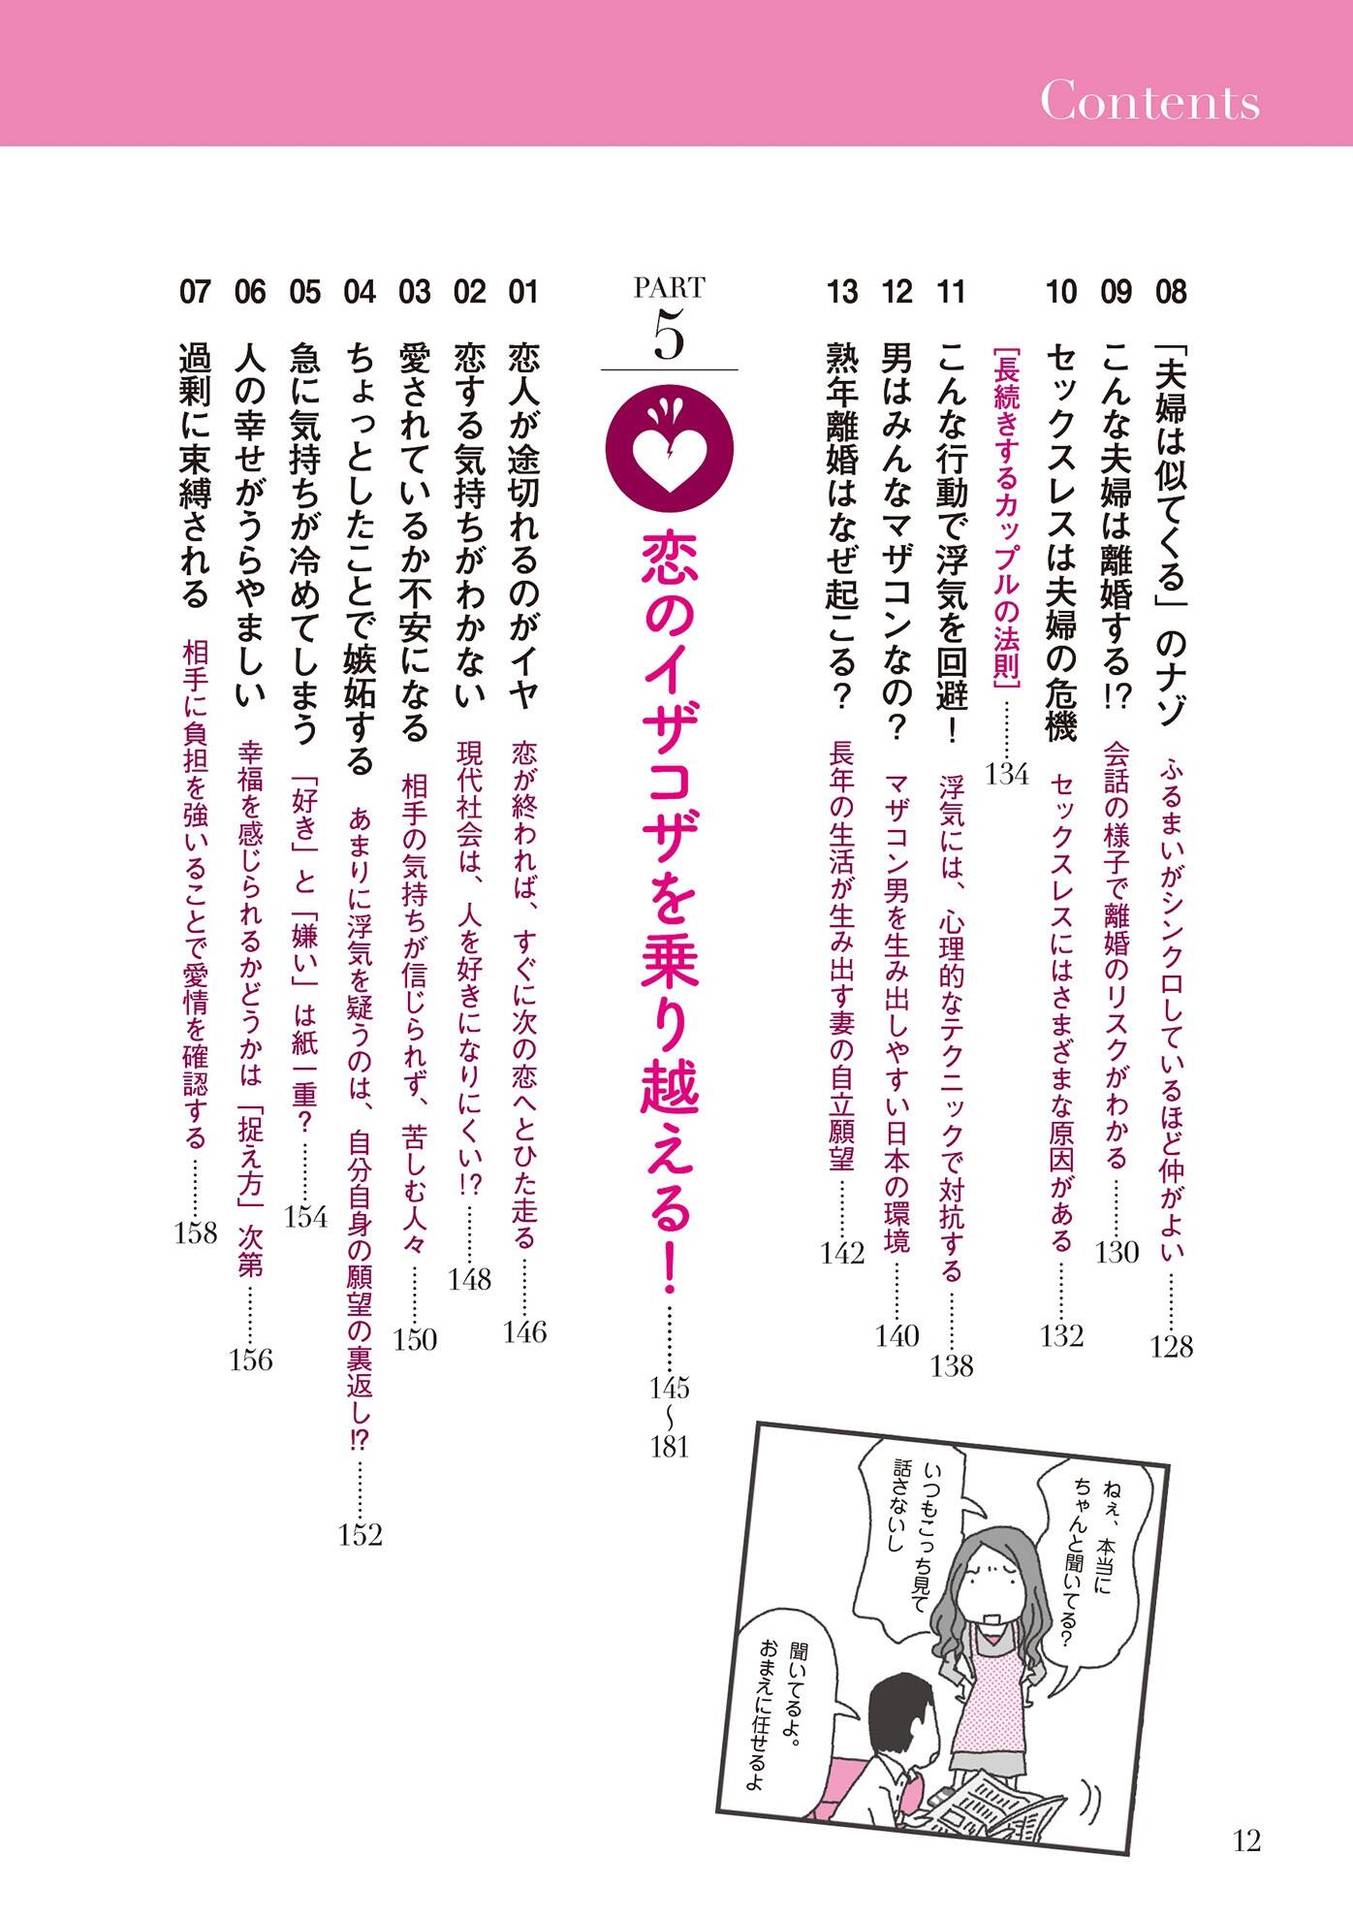 Contents
08 「夫婦は似てくる」のナゾ ふるまいがシンクロしているほど仲がよい……128
09 こんな夫婦は離婚する!? 会話の様子で離婚のリスクがわかる……130
10 セックスレスは夫婦の危機 セックスレスにはさまざまな原因がある……132
[長続きするカップルの法則]……134
11 こんな行動で浮気を回避！ 浮気には、心理的なテクニックで対抗する……138
12 男はみんなマザコンなの？ マザコン男を生み出しやすい日本の環境……140
13 熟年離婚はなぜ起こる？ 長年の生活が生み出す妻の自立願望……142
PART
5
恋のイザコザを乗り越える！……145〜181
01 恋人が途切れるのがイヤ 恋が終われば、すぐに次の恋へとひた走る……146
02 恋する気持ちがわかない 現代社会は、人を好きになりにくい!?……148
03 愛されているか不安になる 相手の気持ちが信じられず、苦しむ人々……150
04 ちょっとしたことで嫉妬する あまりに浮気を疑うのは、自分自身の願望の裏返し!?……152
05 急に気持ちが冷めてしまう 「好き」と「嫌い」は紙一重？……154
06 人の幸せがうらやましい 幸福を感じられるかどうかは「捉え方」次第……156
07 過剰に束縛される 相手に負担を強いることで愛情を確認する……158
ねぇ、本当に
ちゃんと聞いてる？
いつもこっち見て
話さないし
聞いてるよ。
おまえに任せるよ
12